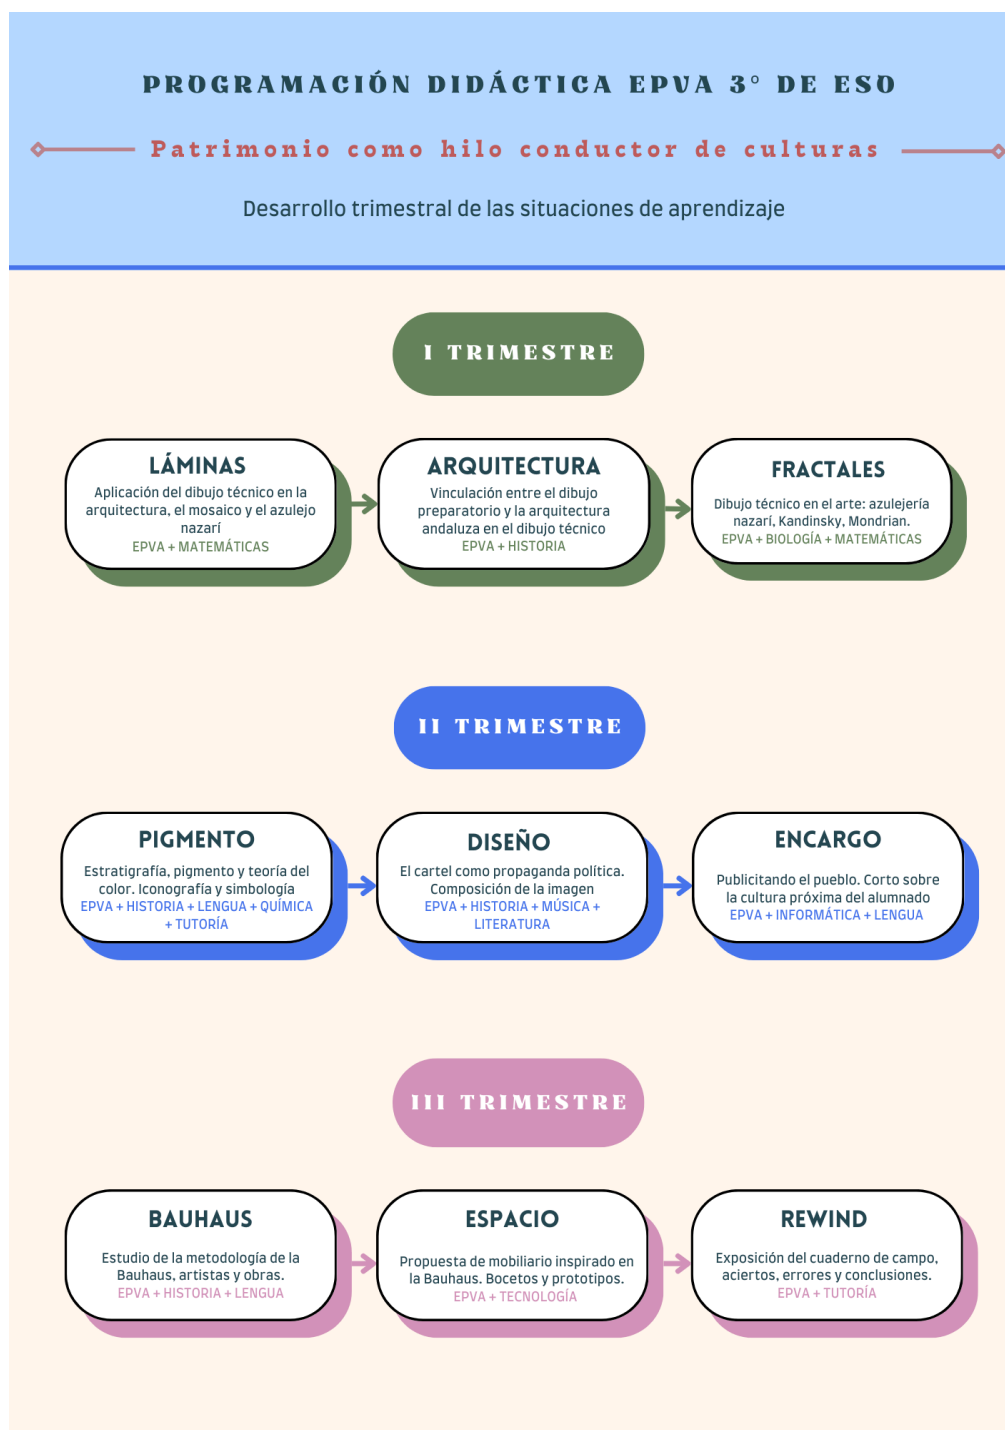 PROGRAMACIÓN DIDÁCTICA EPVA 3° DE ESO
Patrimonio como hilo conductor de culturas
Desarrollo trimestral de las situaciones de aprendizaje
I TRIMESTRE
LÁMINAS
Aplicación del dibujo técnico en la
arquitectura, el mosaico y el azulejo
nazarí
EPVA + MATEMÁTICAS
ARQUITECTURA
Vinculación entre el dibujo
preparatorio y la arquitectura
andaluza en el dibujo técnico
EPVA + HISTORIA
FRACTALES
Dibujo técnico en el arte: azulejería
nazarí, Kandinsky, Mondrian.
EPVA + BIOLOGÍA + MATEMÁTICAS
II TRIMESTRE
PIGMENTO
Estratigrafía, pigmento y teoría del
color. Iconografía y simbología
EPVA + HISTORIA + LENGUA + QUÍMICA
+ TUTORÍA
DISEÑO
El cartel como propaganda política.
Composición de la imagen
EPVA + HISTORIA + MÚSICA +
LITERATURA
ENCARGO
Publicitando el pueblo. Corto sobre
la cultura próxima del alumnado
EPVA + INFORMÁTICA + LENGUA
III TRIMESTRE
BAUHAUS
Estudio de la metodología de la
Bauhaus, artistas y obras.
EPVA + HISTORIA + LENGUA
ESPACIO
Propuesta de mobiliario inspirado en
la Bauhaus. Bocetos y prototipos.
EPVA + TECNOLOGÍA
REWIND
Exposición del cuaderno de campo,
aciertos, errores y conclusiones.
EPVA + TUTORÍA